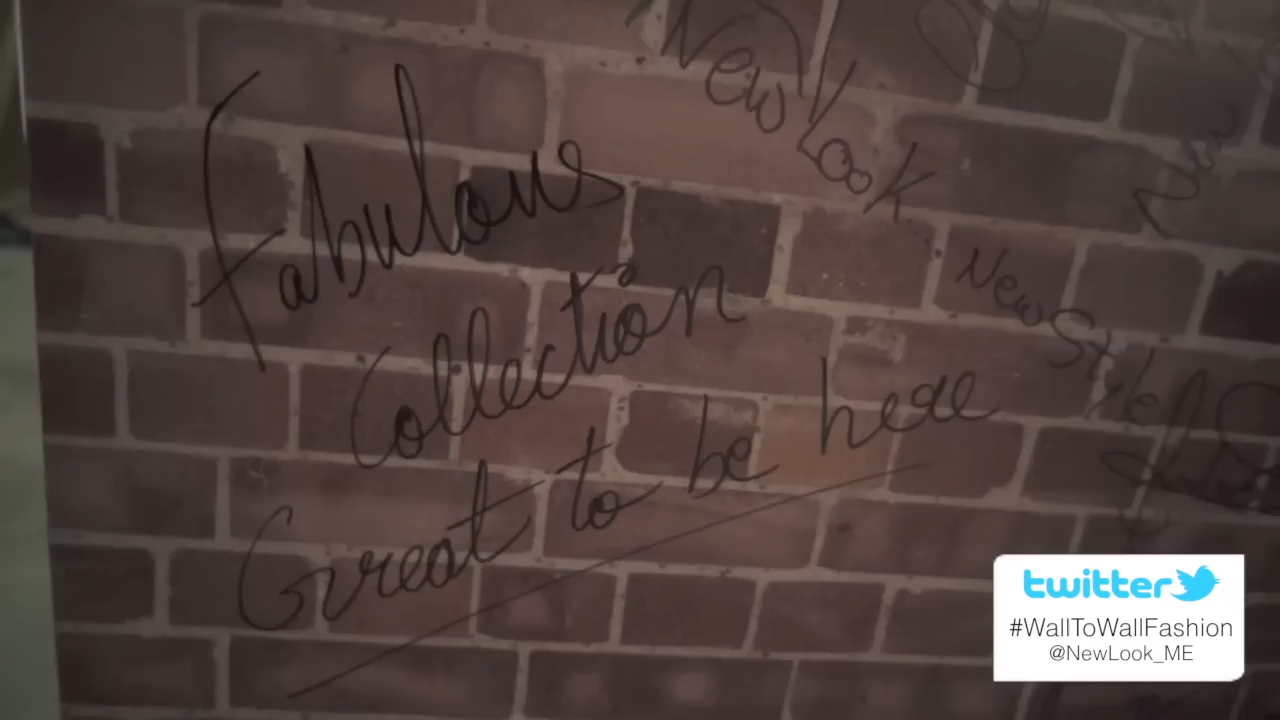 Fabulous
Collection
Great to be here
New Look
New Style
twitter
#WallToWallFashion
@NewLook_ME